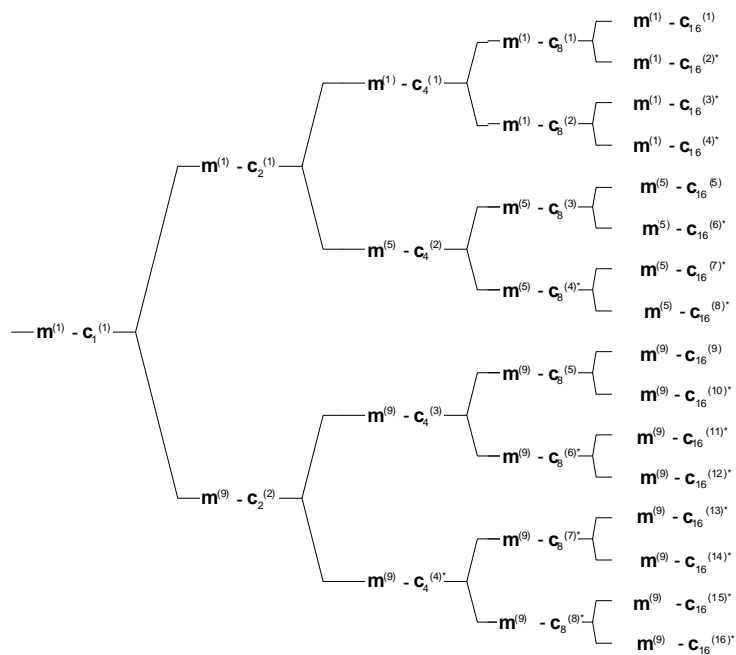 m(1) - c1(1)
m(1) - c2(1)
m(9) - c2(2)
m(1) - c4(1)
m(5) - c4(2)
m(9) - c4(3)
m(9) - c4(4)*
m(1) - c8(1)
m(1) - c8(2)
m(5) - c8(3)
m(5) - c8(4)*
m(9) - c8(5)
m(9) - c8(6)*
m(9) - c8(7)*
m(9) - c8(8)*
m(1) - c16(1)
m(1) - c16(2)*
m(1) - c16(3)*
m(1) - c16(4)*
m(5) - c16(5)
m(5) - c16(6)*
m(5) - c16(7)*
m(5) - c16(8)*
m(9) - c16(9)
m(9) - c16(10)*
m(9) - c16(11)*
m(9) - c16(12)*
m(9) - c16(13)*
m(9) - c16(14)*
m(9) - c16(15)*
m(9) - c16(16)*